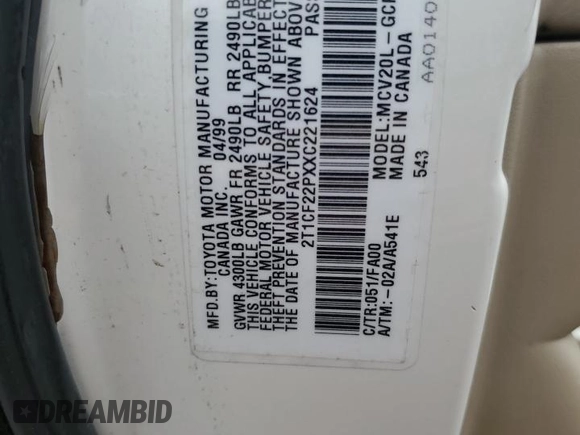 MFD.BY:TOYOTA MOTOR MANUFACTURING
CANADA INC. 04/99
GVWR 4300LB GAWR FR 2490LB RR 2490LB
THIS VEHICLE CONFORMS TO ALL
FEDERAL MOTOR VEHICLE SAFETY,BUMPER
THEFT PREVENTION STANDARDS IN EFFECT
DATE OF MANUFACTURE SHOWN ABOVE
2T1CF22PXXC221624
C/TR:051/FA00 MODEL:MCV20L-
A/TM:-02A/A541E MADE IN CANADA
543
AA0140
DREAMBID